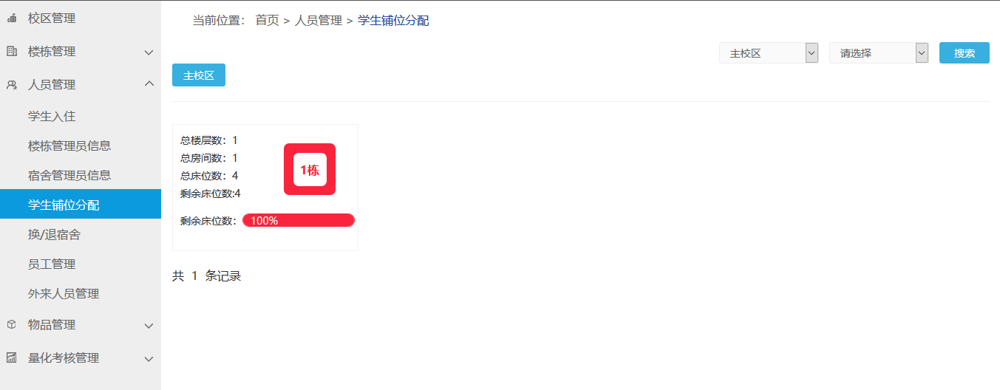 校区管理
楼栋管理
人员管理
学生入住
楼栋管理员信息
宿舍管理员信息
学生铺位分配
换/退宿舍
员工管理
外来人员管理
物品管理
量化考核管理
当前位置： 首页 > 人员管理 > 学生铺位分配
主校区 请选择 搜索
主校区
总楼层数：1
总房间数：1
总床位数：4
剩余床位数:4
1栋
剩余床位数： 100%
共 1 条记录